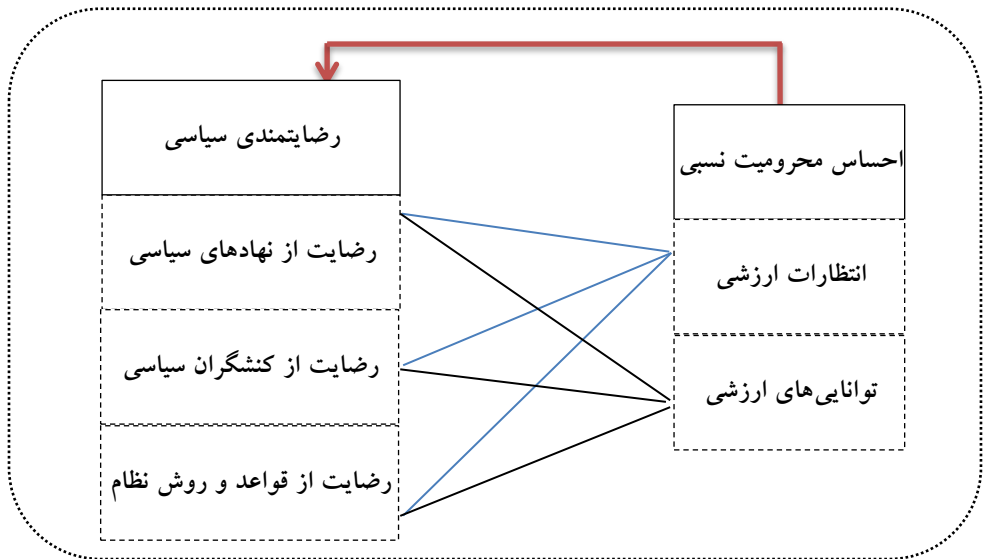 احساس محرومیت نسبی
انتظارات ارزشی
توانایی‌های ارزشی
رضایتمندی سیاسی
رضایت از نهادهای سیاسی
رضایت از کنشگران سیاسی
رضایت از قواعد و روش نظام